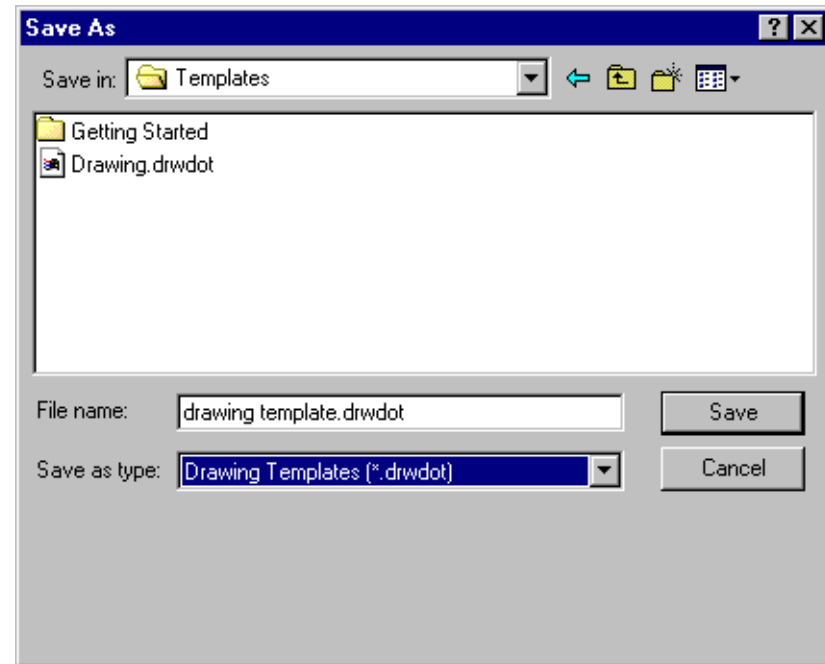 Save As
Save in: Templates
Getting Started
Drawing.drwdot
File name: drawing template.drwdot Save
Save as type: Drawing Templates (*.drwdot) Cancel